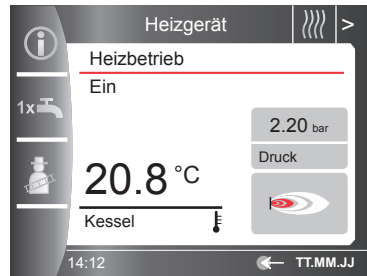 Heizgerät >
Heizbetrieb
Ein
1x
2.20 bar
Druck
20.8 °C
Kessel
14:12 TT.MM.JJ